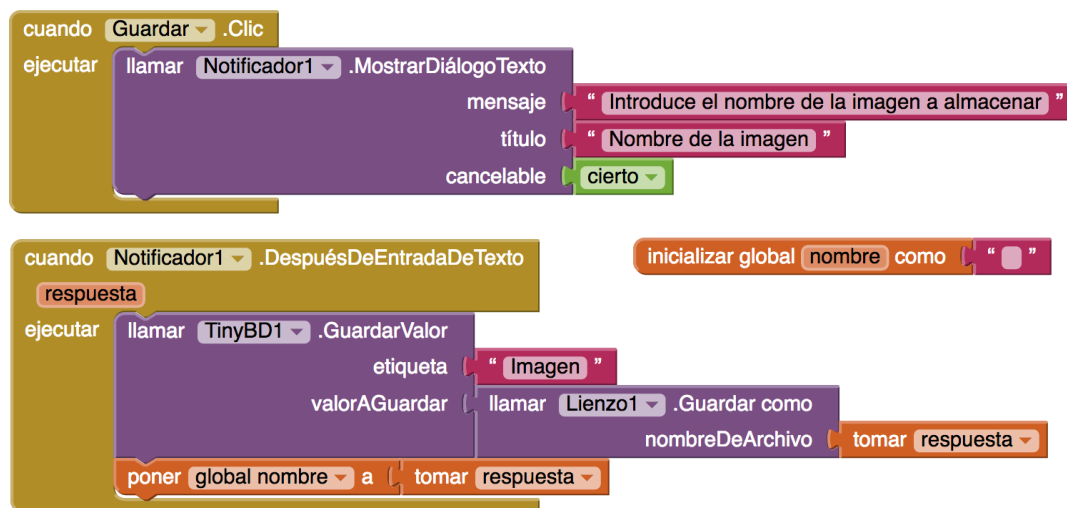 cuando Guardar .Clic
ejecutar llamar Notificador1 .MostrarDiálogoTexto
mensaje " Introduce el nombre de la imagen a almacenar "
título " Nombre de la imagen "
cancelable cierto
cuando Notificador1 .DespuésDeEntradaDeTexto
respuesta
ejecutar llamar TinyBD1 .GuardarValor
etiqueta " Imagen "
valorAGuardar llamar Lienzo1 .Guardar como
nombreDeArchivo tomar respuesta
poner global nombre a tomar respuesta
inicializar global nombre como " "